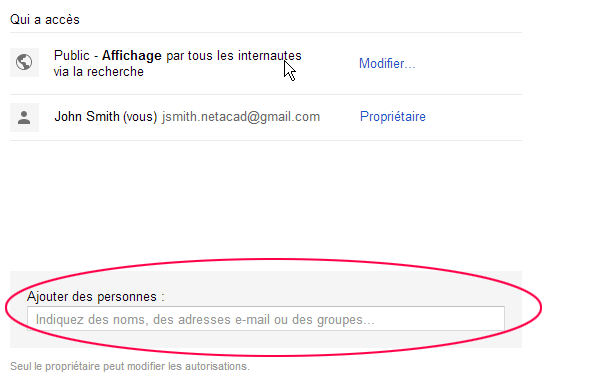 Qui a accès
Public - Affichage par tous les internautes
via la recherche
Modifier...
John Smith (vous) jsmith.netacad@gmail.com
Propriétaire
Ajouter des personnes :
Indiquez des noms, des adresses e-mail ou des groupes...
Seul le propriétaire peut modifier les autorisations.